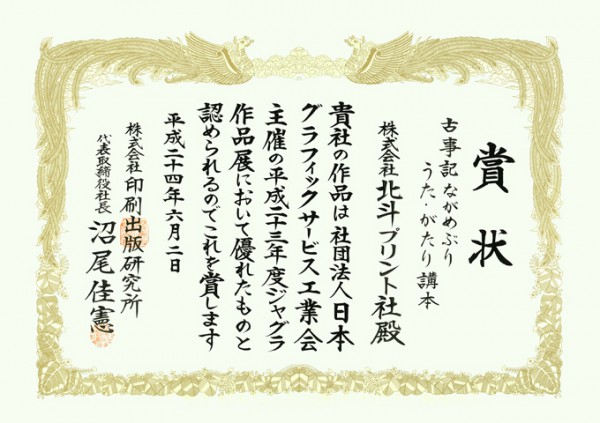 賞状
古事記ながめぶり
うた・がたり 講本
株式会社 北斗プリント社殿
貴社の作品は社団法人日本
グラフィックサービス工業会
主催の平成二十三年度ジャグラ
作品展において優れたものと
認められるのでこれを賞します
平成二十四年六月二日
株式会社 印刷出版研究所
代表取締役社長 沼尾佳憲